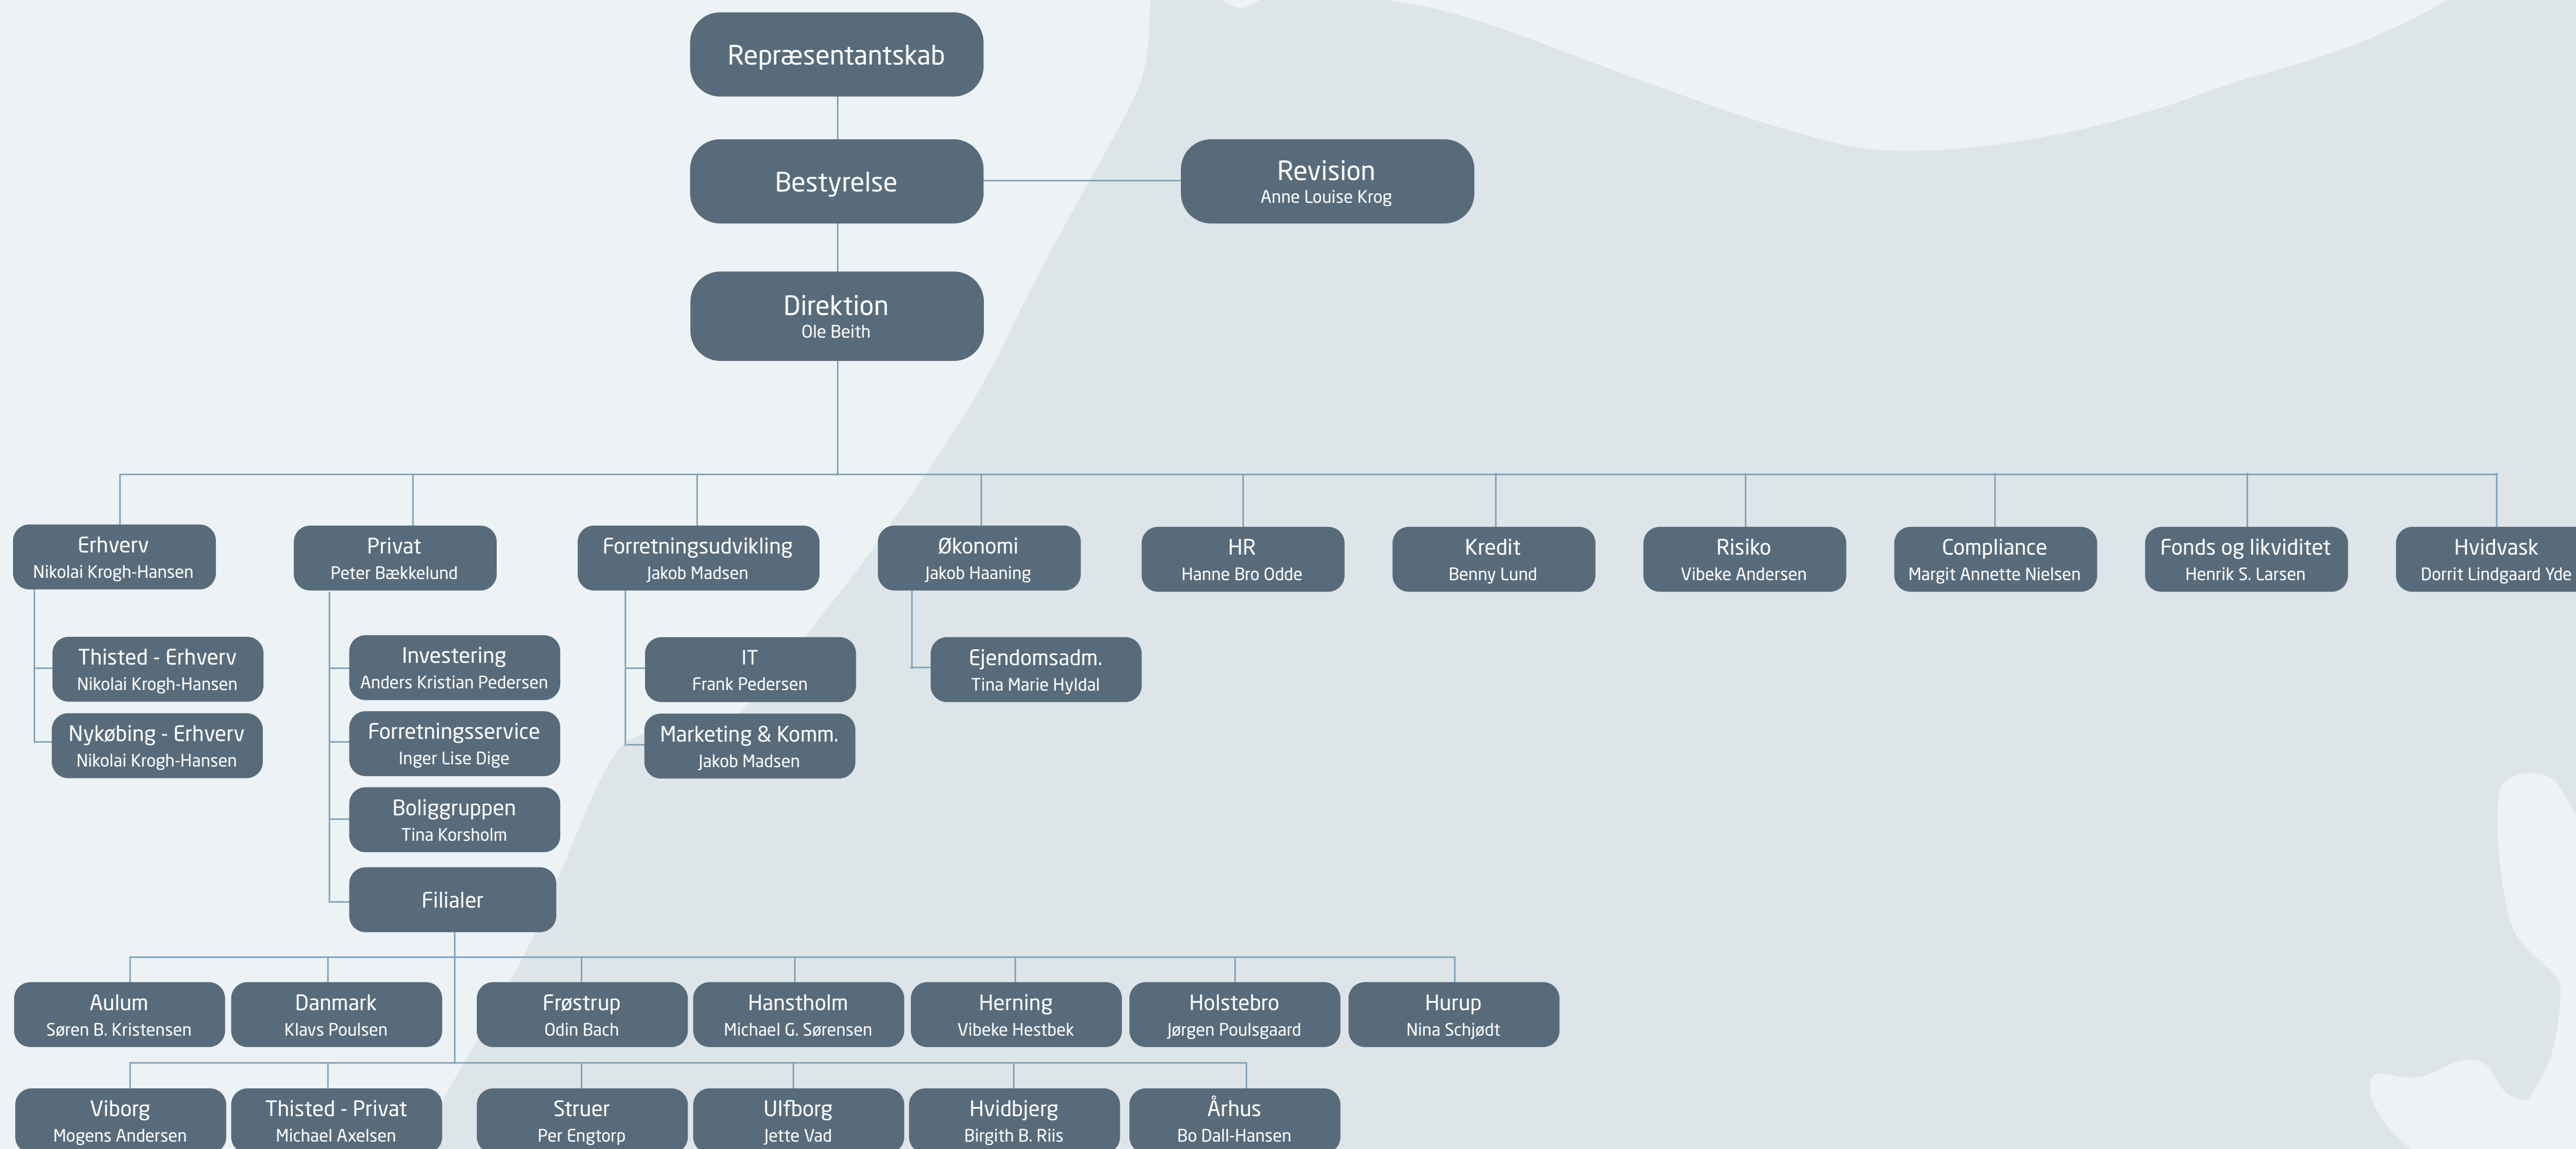 Repræsentantskab
Bestyrelse
Revision
Anne Louise Krog
Direktion
Ole Beith
Erhverv
Nikolai Krogh-Hansen
Privat
Peter Bækkelund
Forretningsudvikling
Jakob Madsen
Økonomi
Jakob Haaning
HR
Hanne Bro Odde
Kredit
Benny Lund
Risiko
Vibeke Andersen
Compliance
Margit Annette Nielsen
Fonds og likviditet
Henrik S. Larsen
Hvidvask
Dorrit Lindgaard Yde
Thisted - Erhverv
Nikolai Krogh-Hansen
Nykøbing - Erhverv
Nikolai Krogh-Hansen
Investering
Anders Kristian Pedersen
Forretningsservice
Inger Lise Dige
Boliggruppen
Tina Korsholm
Filialer
IT
Frank Pedersen
Marketing & Komm.
Jakob Madsen
Ejendomsadm.
Tina Marie Hyldal
Aulum
Søren B. Kristensen
Danmark
Klavs Poulsen
Frøstrup
Odin Bach
Hanstholm
Michael G. Sørensen
Herning
Vibeke Hestbek
Holstebro
Jørgen Poulsgaard
Hurup
Nina Schjødt
Viborg
Mogens Andersen
Thisted - Privat
Michael Axelsen
Struer
Per Engtorp
Ulfborg
Jette Vad
Hvidbjerg
Birgith B. Riis
Århus
Bo Dall-Hansen